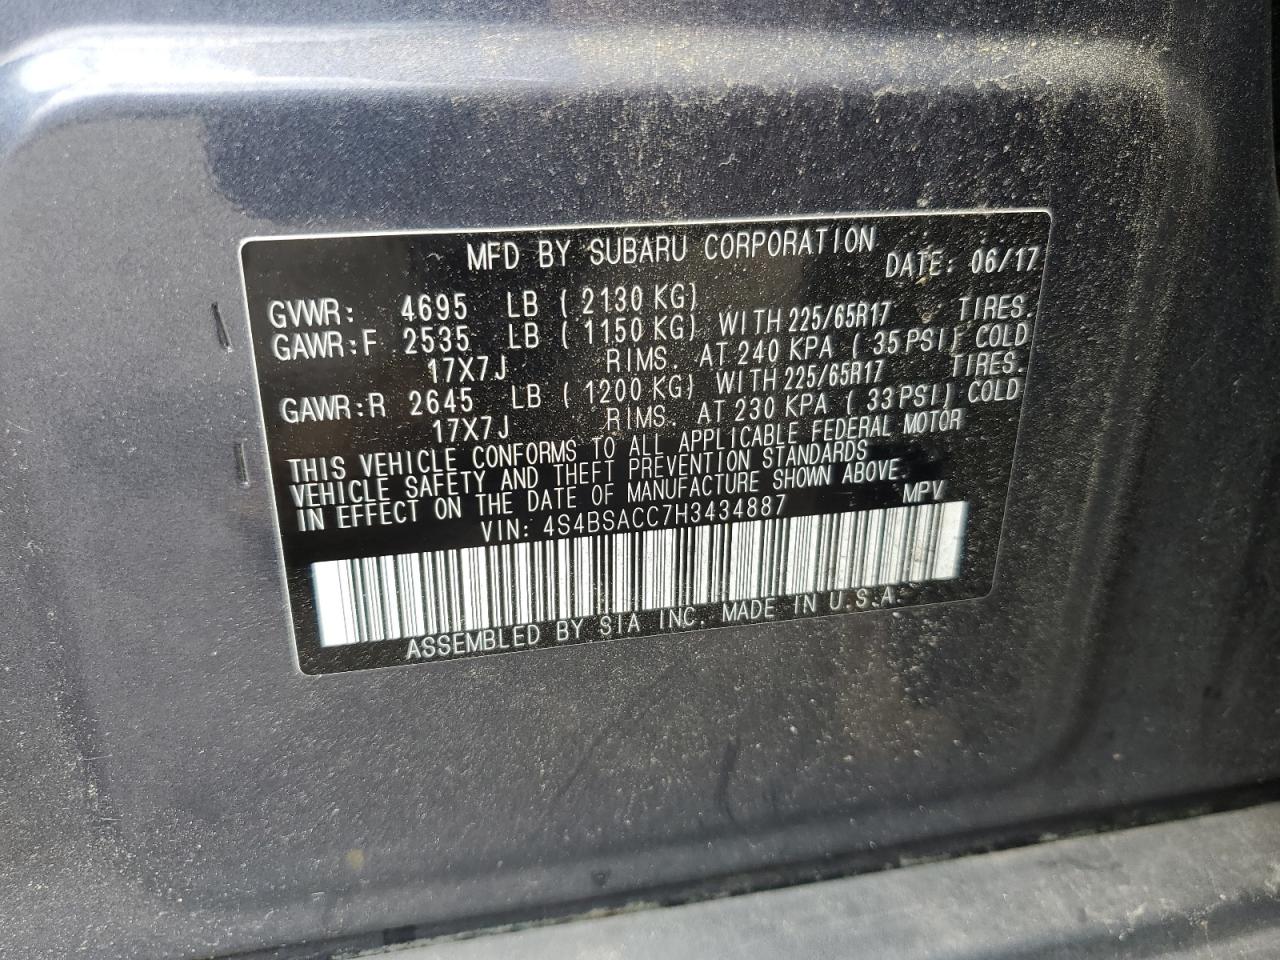 MFD BY SUBARU CORPORATION DATE: 06/17
GVWR: 4695 LB ( 2130 KG)
GAWR:F 2535 LB ( 1150 KG) WITH 225/65R17 TIRES.
17X7J RIMS. AT 240 KPA ( 35 PSI) COLD
GAWR:R 2645 LB ( 1200 KG) WITH 225/65R17 TIRES.
17X7J RIMS. AT 230 KPA ( 33 PSI) COLD
THIS VEHICLE CONFORMS TO ALL APPLICABLE FEDERAL MOTOR
VEHICLE SAFETY AND THEFT PREVENTION STANDARDS
IN EFFECT ON THE DATE OF MANUFACTURE SHOWN ABOVE.
VIN: 4S4BSACC7H3434887 MPV
ASSEMBLED BY SIA INC. MADE IN U.S.A.